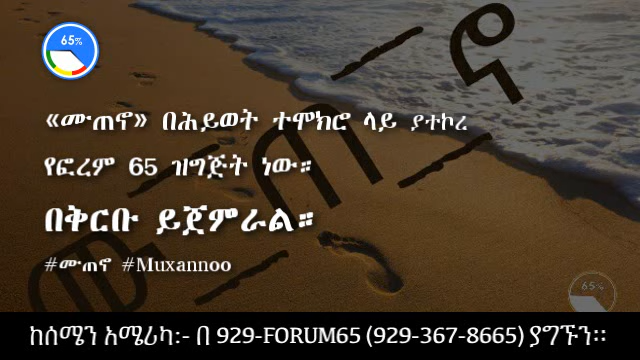 65%
«ሙጠኖ» በሕይወት ተሞክሮ ላይ ያተኮረ
የፎረም 65 ዝግጅት ነው።
በቅርቡ ይጀምራል።
#ሙጠኖ #Muxannoo
ሙጠኖ
65%
ከሰሜን አሜሪካ:- በ 929-FORUM65 (929-367-8665) ያግኙን።